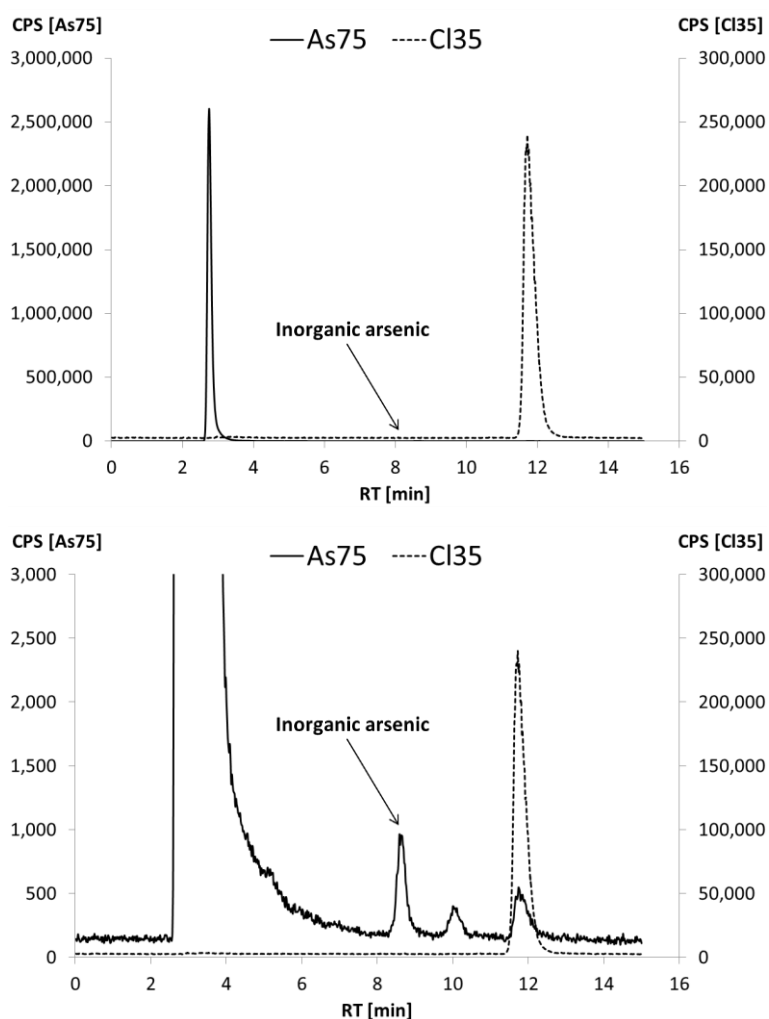 CPS [As75] As75 Cl35 CPS [Cl35]
3,000,000 300,000
2,500,000 250,000
2,000,000 200,000
1,500,000 150,000
1,000,000 100,000
Inorganic arsenic
500,000 50,000
0 0
0 2 4 6 8 10 12 14 16
RT [min]
CPS [As75] As75 Cl35 CPS [Cl35]
3,000 300,000
2,500 250,000
2,000 200,000
Inorganic arsenic
1,500 150,000
1,000 100,000
500 50,000
0 0
0 2 4 6 8 10 12 14 16
RT [min]